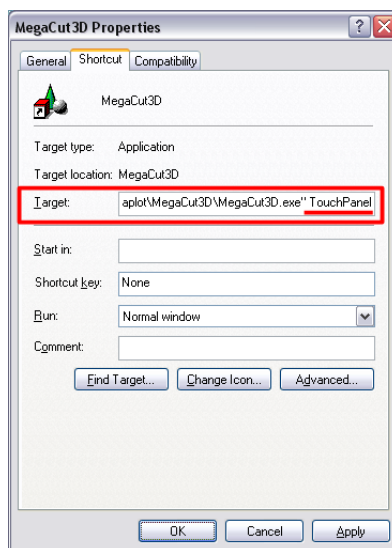 MegaCut3D Properties
General Shortcut Compatibility
MegaCut3D
Target type: Application
Target location: MegaCut3D
Target: aplot\MegaCut3D\MegaCut3D.exe" TouchPanel
Start in:
Shortcut key: None
Run: Normal window
Comment:
Find Target... Change Icon... Advanced...
OK Cancel Apply